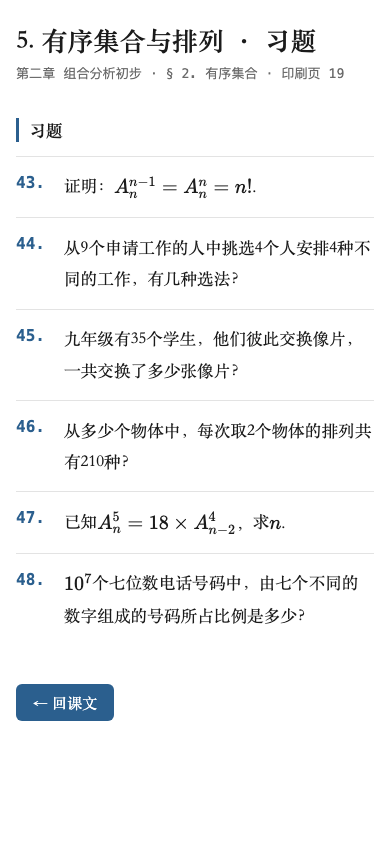 5. 有序集合与排列 · 习题
第二章 组合分析初步 · § 2. 有序集合 · 印刷页 19
习题
43. 证明：$A_n^{n-1} = A_n^n = n!$.
44. 从9个申请工作的人中挑选4个人安排4种不
同的工作，有几种选法？
45. 九年级有35个学生，他们彼此交换像片，
一共交换了多少张像片？
46. 从多少个物体中，每次取2个物体的排列共
有210种？
47. 已知$A_n^5 = 18 \times A_{n-2}^4$，求$n$.
48. $10^7$个七位数电话号码中，由七个不同的
数字组成的号码所占比例是多少？
← 回课文